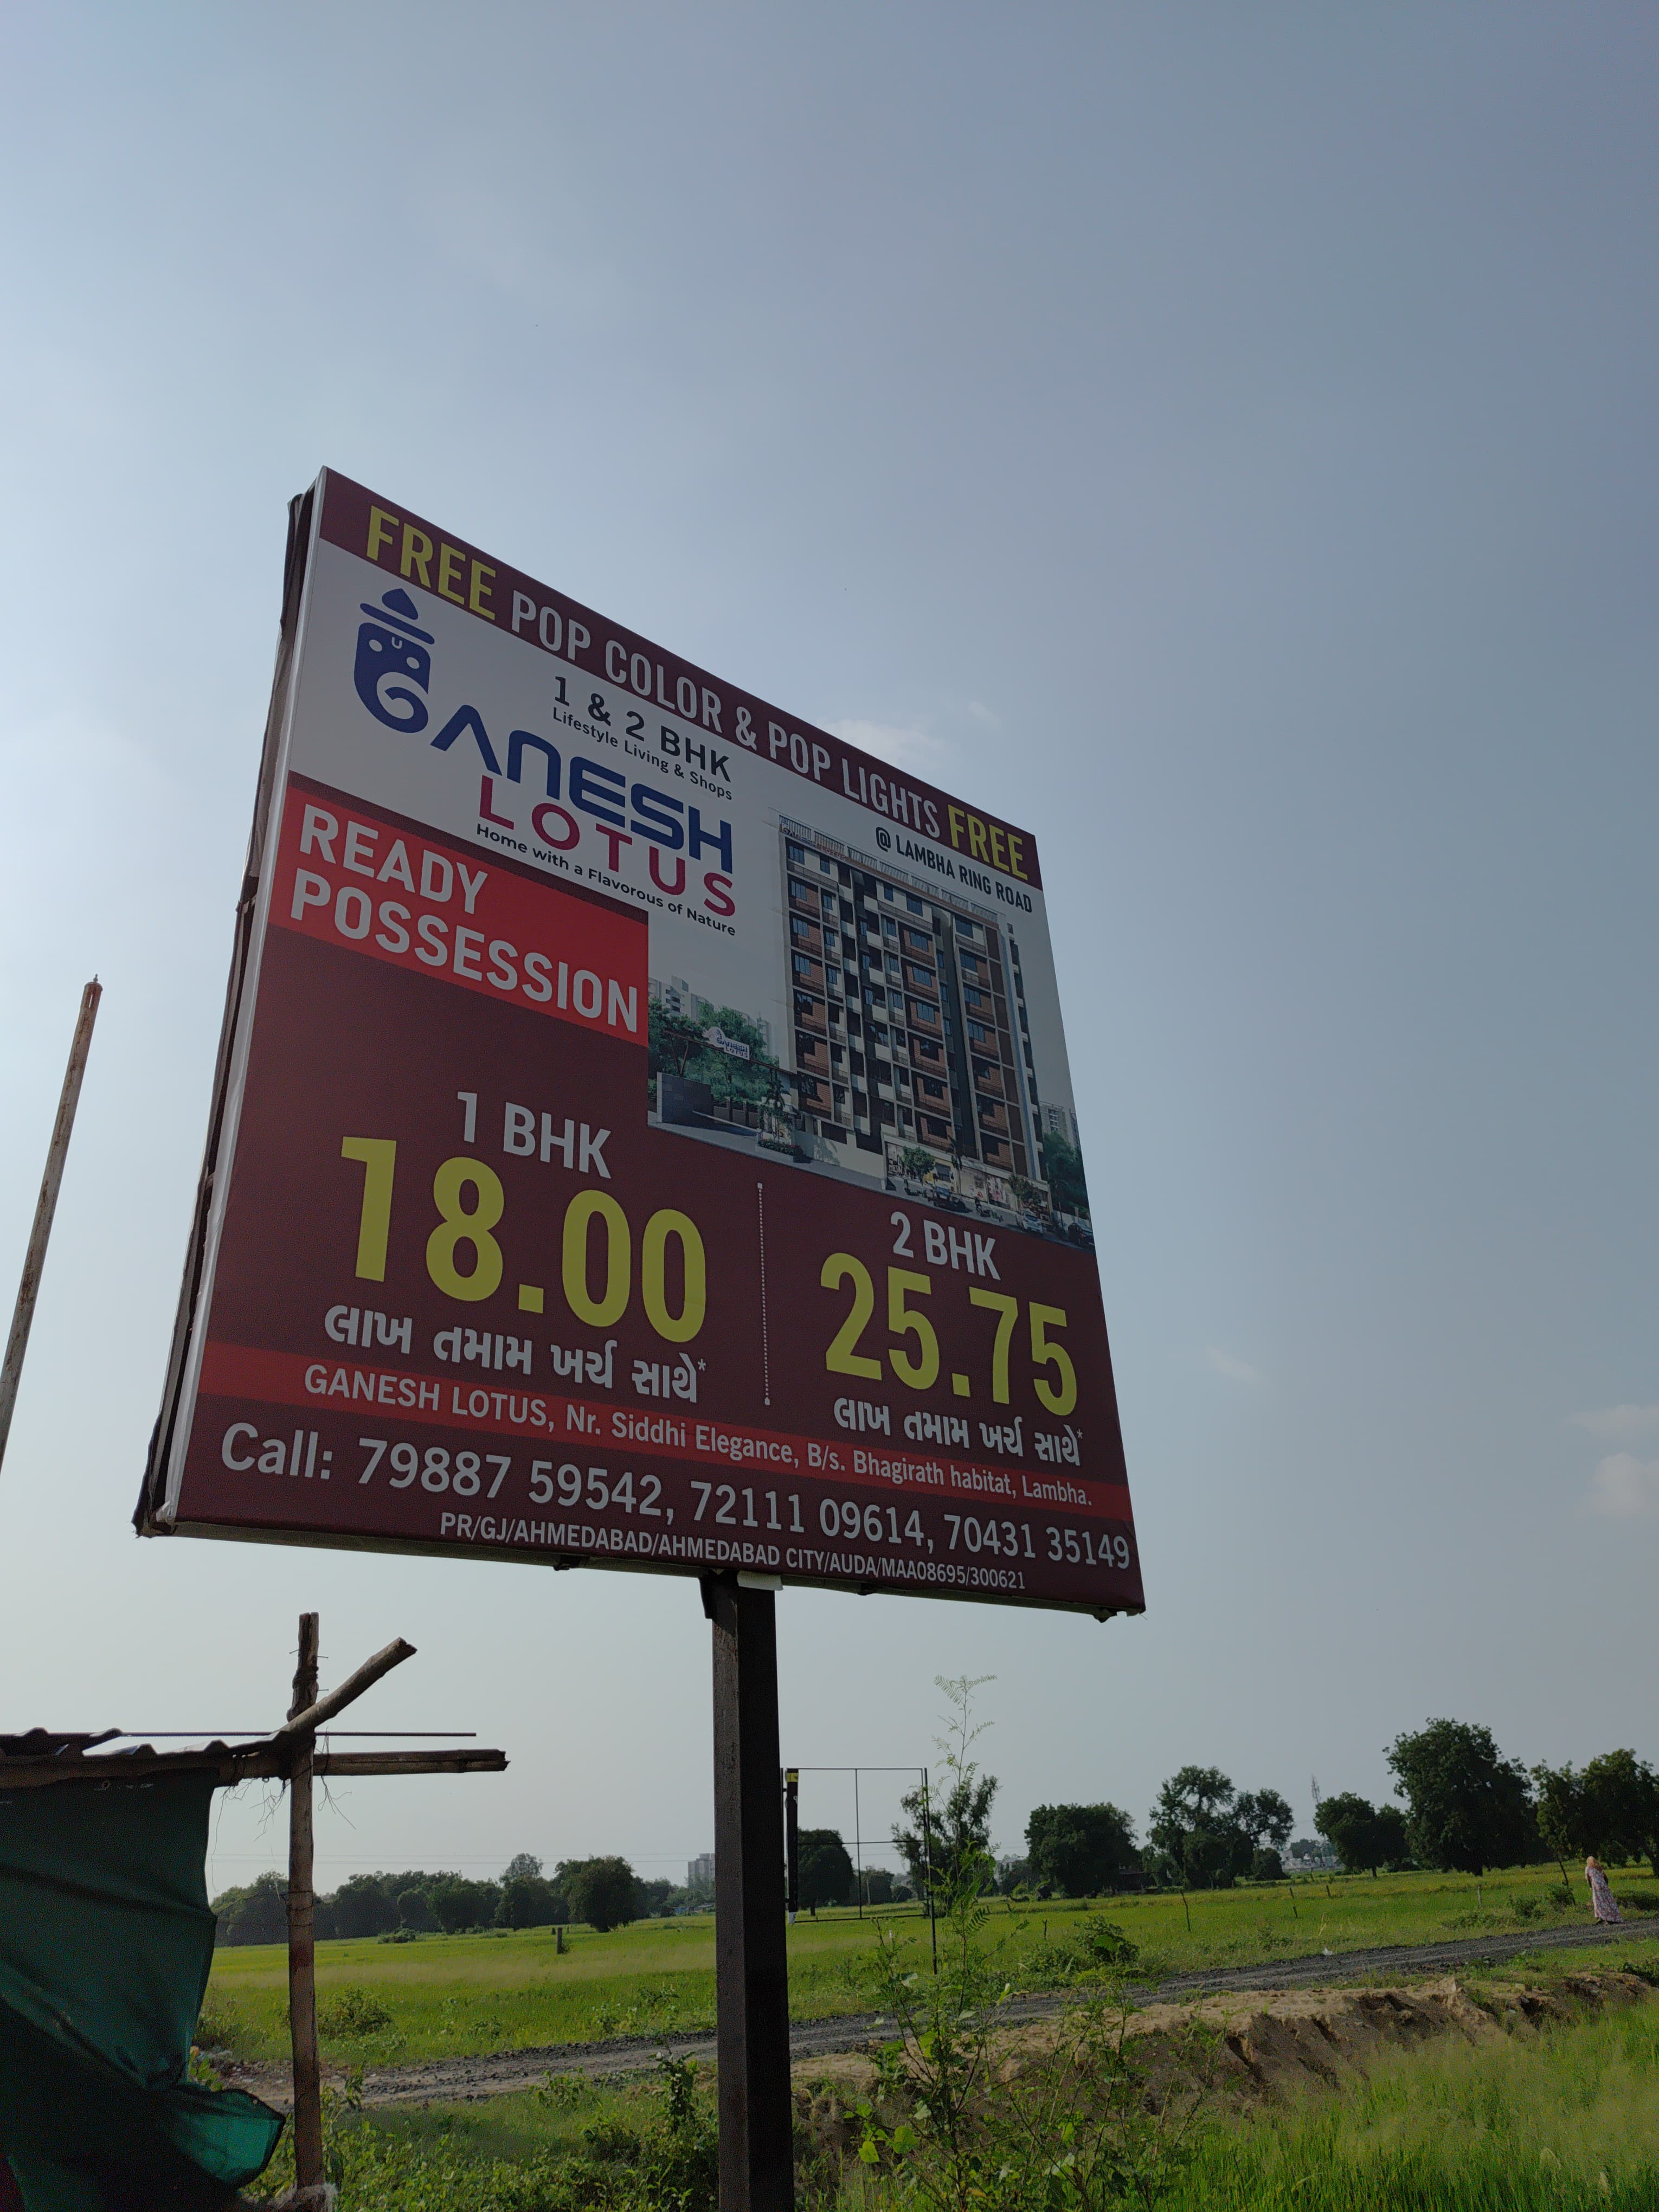 FREE POP COLOR & POP LIGHTS FREE
1 & 2 BHK
Lifestyle Living & Shops
GANESH
LOTUS
Home with a Flavorous of Nature
@ LAMBHA RING ROAD
READY
POSSESSION
1 BHK
18.00
લાખ તમામ ખર્ચ સાથે*
2 BHK
25.75
લાખ તમામ ખર્ચ સાથે*
GANESH LOTUS, Nr. Siddhi Elegance, B/s. Bhagirath habitat, Lambha.
Call: 79887 59542, 72111 09614, 70431 35149
PR/GJ/AHMEDABAD/AHMEDABAD CITY/AUDA/MAA08695/300621